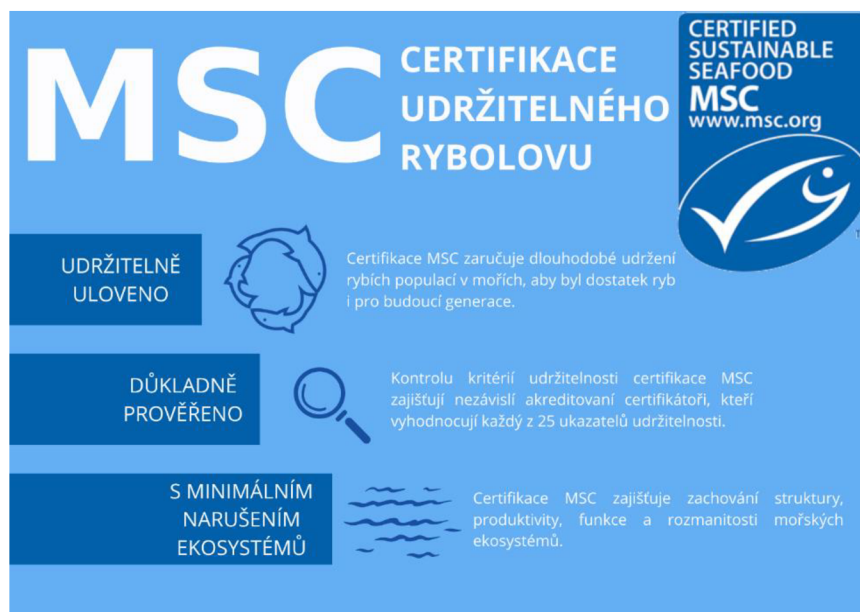 MSC
CERTIFIKACE
UDRŽITELNÉHO
RYBOLOVU
CERTIFIED
SUSTAINABLE
SEAFOOD
MSC
www.msc.org
UDRŽITELNĚ
ULOVENO
Certifikace MSC zaručuje dlouhodobé udržení
rybích populací v mořích, aby byl dostatek ryb
i pro budoucí generace.
DŮKLADNĚ
PROVĚŘENO
Kontrolu kritérií udržitelnosti certifikace MSC
zajišťují nezávislí akreditovaní certifikátoři, kteří
vyhodnocují každý z 25 ukazatelů udržitelnosti.
S MINIMÁLNÍM
NARUŠENÍM
EKOSYSTÉMŮ
Certifikace MSC zajišťuje zachování struktury,
produktivity, funkce a rozmanitosti mořských
ekosystémů.